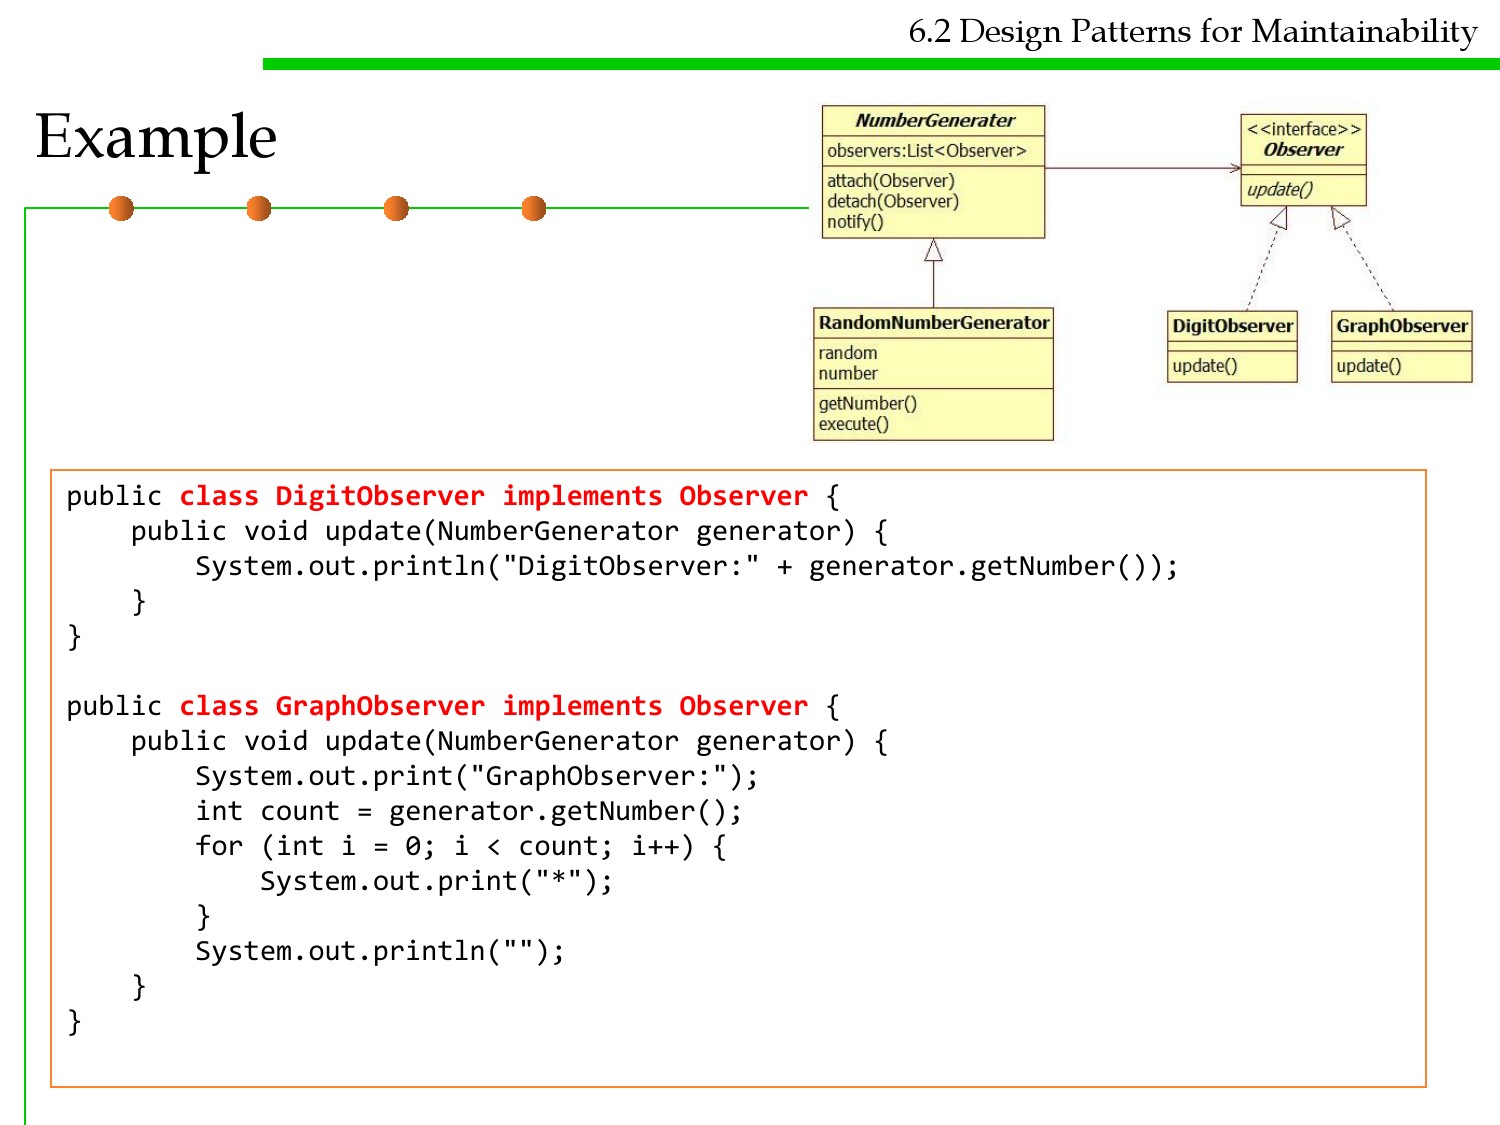 6.2 Design Patterns for Maintainability
Example
NumberGenerater
observers:List<Observer>
attach(Observer)
detach(Observer)
notify()
<<interface>>
Observer
update()
RandomNumberGenerator
random
number
getNumber()
execute()
DigitObserver
update()
GraphObserver
update()
public class DigitObserver implements Observer {
    public void update(NumberGenerator generator) {
        System.out.println("DigitObserver:" + generator.getNumber());
    }
}

public class GraphObserver implements Observer {
    public void update(NumberGenerator generator) {
        System.out.print("GraphObserver:");
        int count = generator.getNumber();
        for (int i = 0; i < count; i++) {
            System.out.print("*");
        }
        System.out.println("");
    }
}